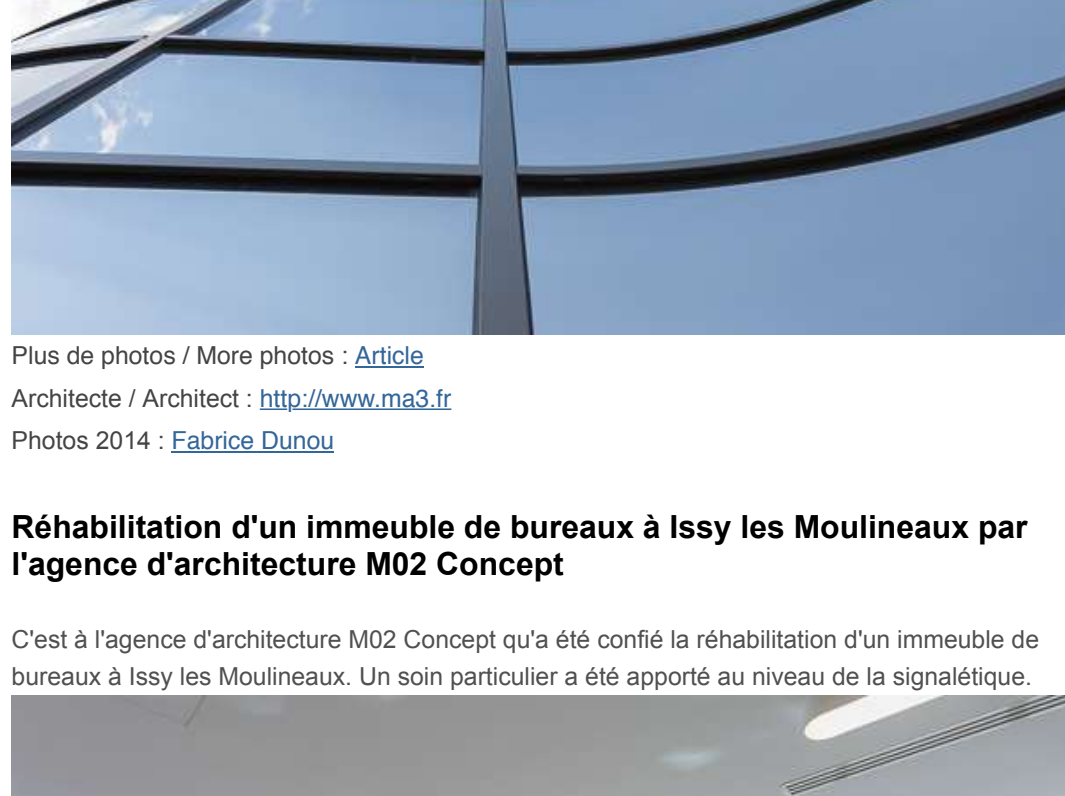 Plus de photos / More photos : Article
Architecte / Architect : http://www.ma3.fr
Photos 2014 : Fabrice Dunou
Réhabilitation d'un immeuble de bureaux à Issy les Moulineaux par
l'agence d'architecture M02 Concept
C'est à l'agence d'architecture M02 Concept qu'a été confié la réhabilitation d'un immeuble de
bureaux à Issy les Moulineaux. Un soin particulier a été apporté au niveau de la signalétique.